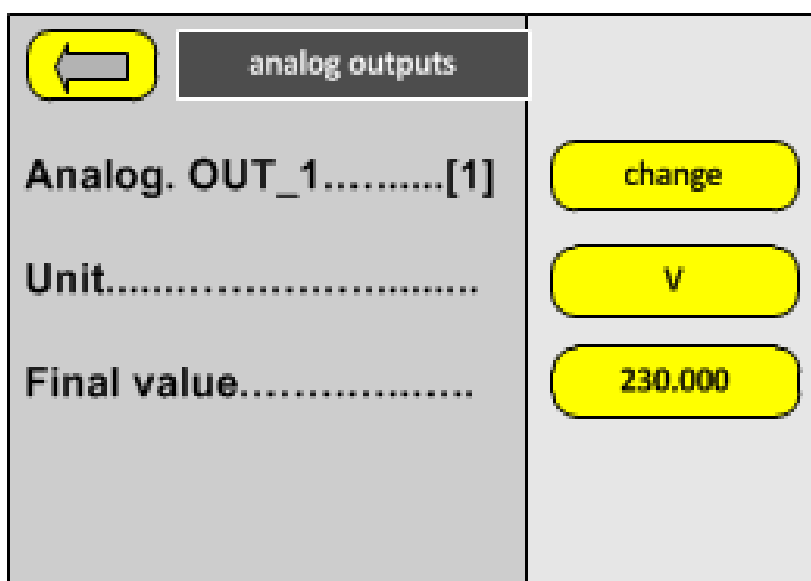 analog outputs
Analog. OUT_1..........[1] change
Unit............................ V
Final value.................. 230.000